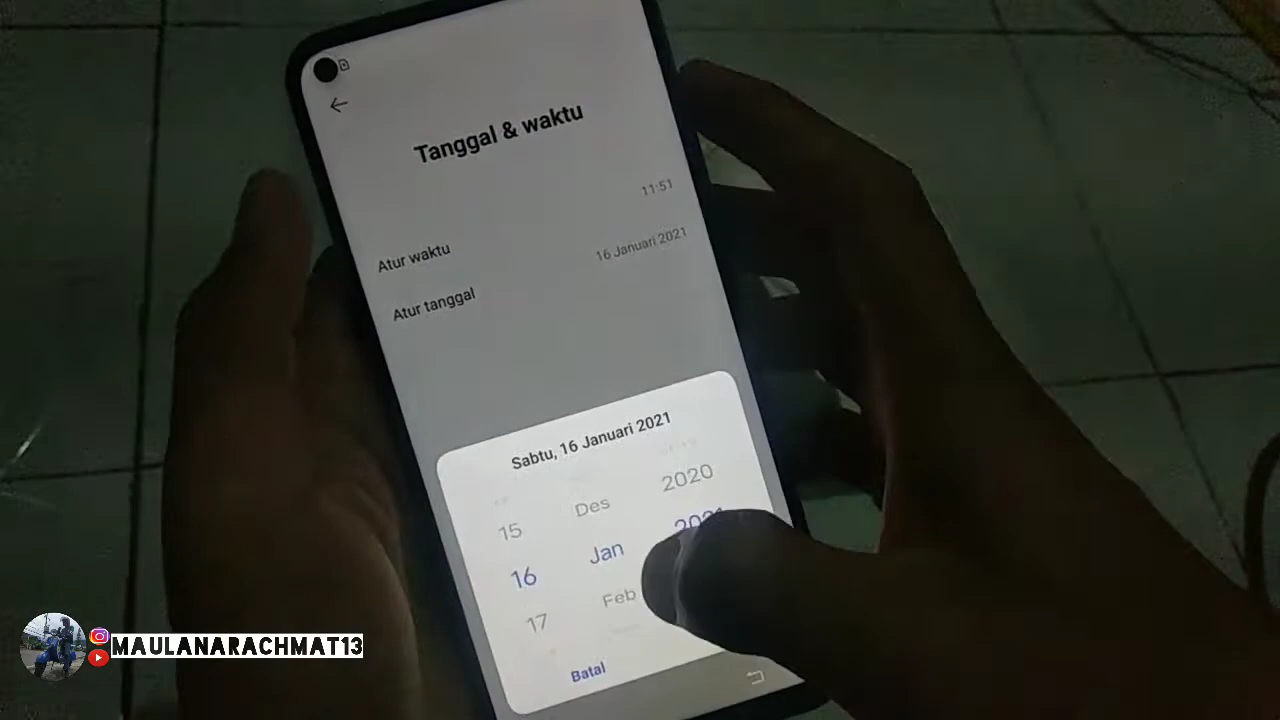 Tanggal & waktu
11:51
Atur waktu
16 Januari 2021
Atur tanggal
Sabtu, 16 Januari 2021
15 Des 2020
16 Jan 2021
17 Feb
Batal
MAULANARACHMAT13